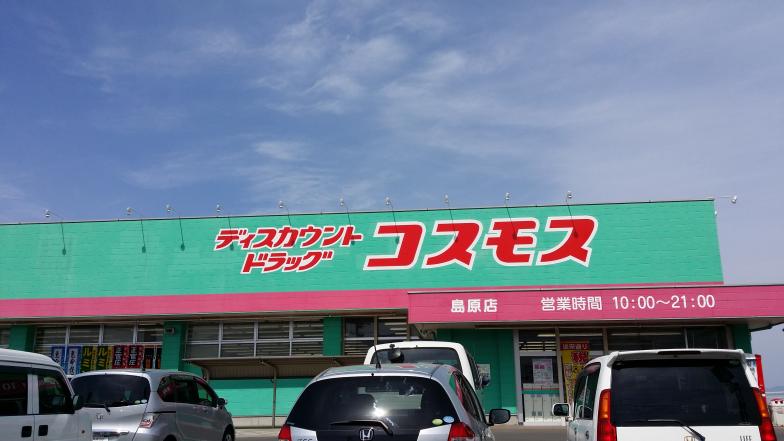 ディスカウント
ドラッグ
コスモス
島原店 営業時間 10:00〜21:00